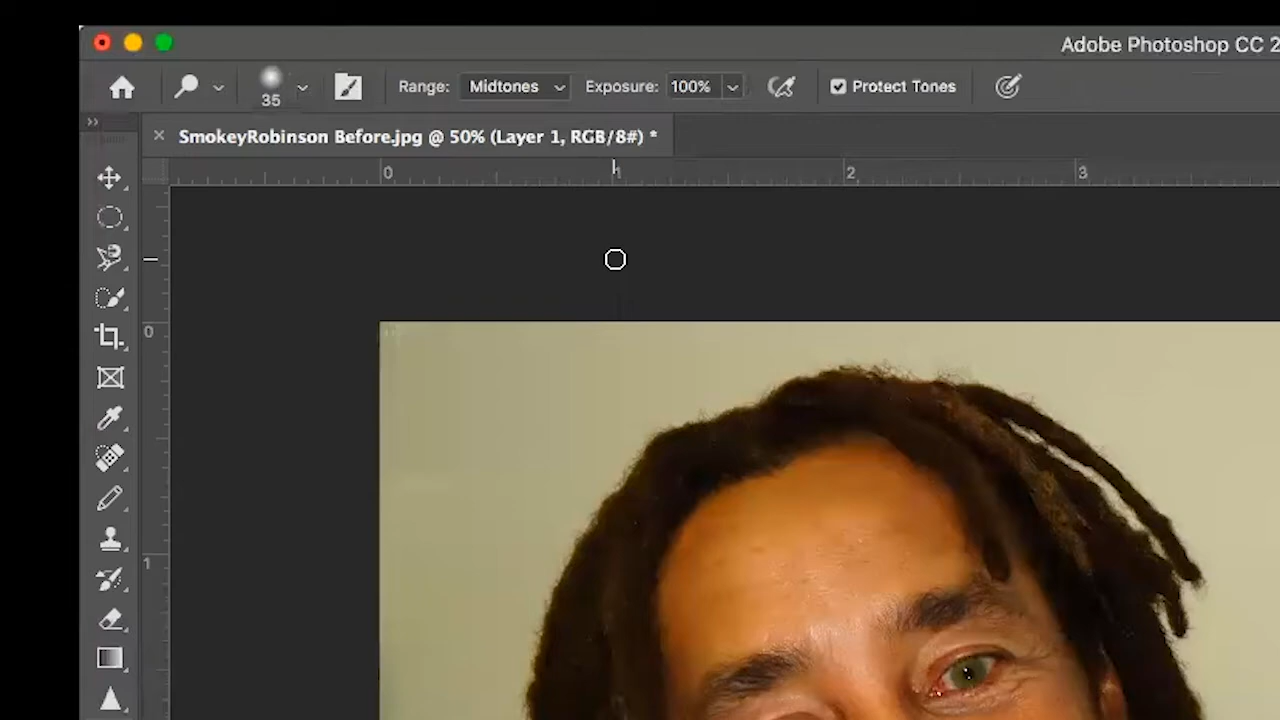 Adobe Photoshop CC 2
35
Range: Midtones Exposure: 100% Protect Tones
SmokeyRobinson Before.jpg @ 50% (Layer 1, RGB/8#) *
0 1 2 3
0
1